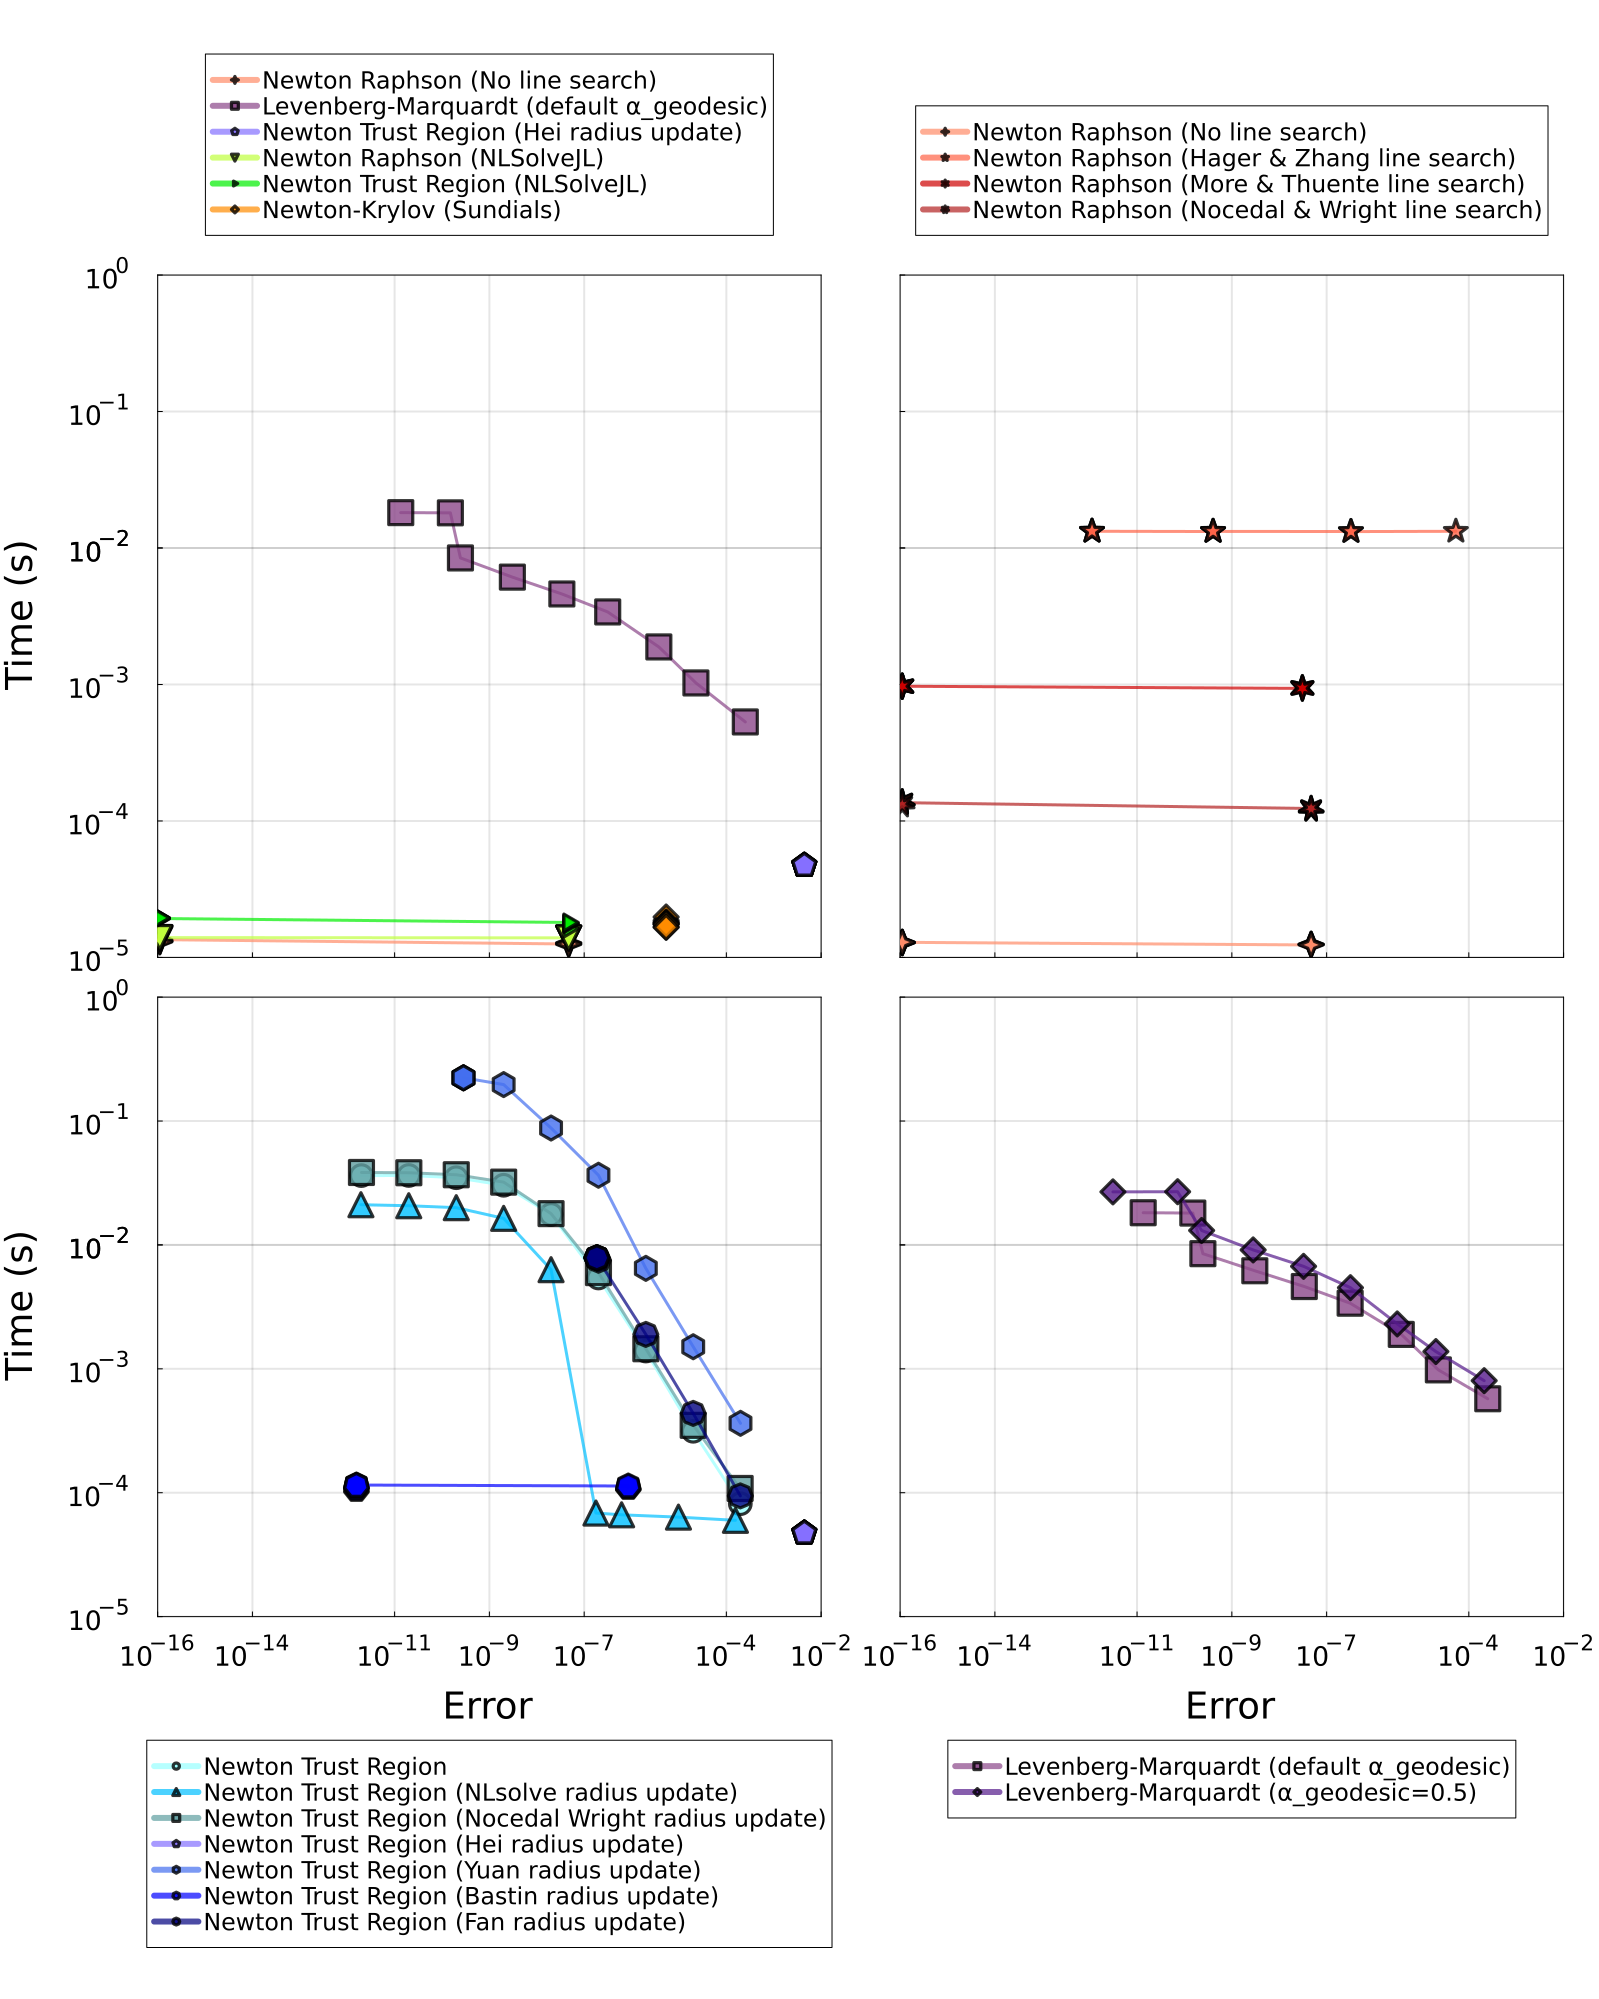 Newton Raphson (No line search)
Levenberg-Marquardt (default α_geodesic)
Newton Trust Region (Hei radius update)
Newton Raphson (NLSolveJL)
Newton Trust Region (NLSolveJL)
Newton-Krylov (Sundials)
Newton Raphson (No line search)
Newton Raphson (Hager & Zhang line search)
Newton Raphson (More & Thuente line search)
Newton Raphson (Nocedal & Wright line search)
10⁰
10⁻¹
10⁻²
10⁻³
10⁻⁴
10⁻⁵
Time (s)
10⁰
10⁻¹
10⁻²
10⁻³
10⁻⁴
10⁻⁵
Time (s)
10⁻¹⁶ 10⁻¹⁴ 10⁻¹¹ 10⁻⁹ 10⁻⁷ 10⁻⁴ 10⁻²
Error
10⁻¹⁶ 10⁻¹⁴ 10⁻¹¹ 10⁻⁹ 10⁻⁷ 10⁻⁴ 10⁻²
Error
Newton Trust Region
Newton Trust Region (NLsolve radius update)
Newton Trust Region (Nocedal Wright radius update)
Newton Trust Region (Hei radius update)
Newton Trust Region (Yuan radius update)
Newton Trust Region (Bastin radius update)
Newton Trust Region (Fan radius update)
Levenberg-Marquardt (default α_geodesic)
Levenberg-Marquardt (α_geodesic=0.5)